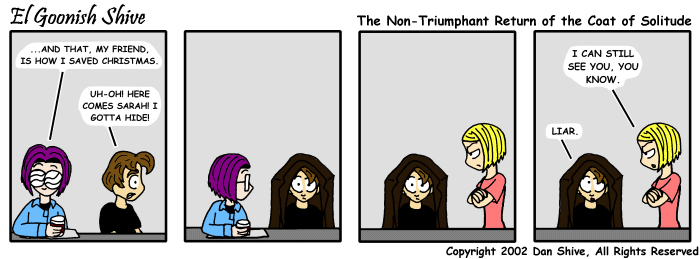 El Goonish Shive
The Non-Triumphant Return of the Coat of Solitude
...AND THAT, MY FRIEND,
IS HOW I SAVED CHRISTMAS.
UH-OH! HERE
COMES SARAH! I
GOTTA HIDE!
I CAN STILL
SEE YOU, YOU
KNOW.
LIAR.
Copyright 2002 Dan Shive, All Rights Reserved